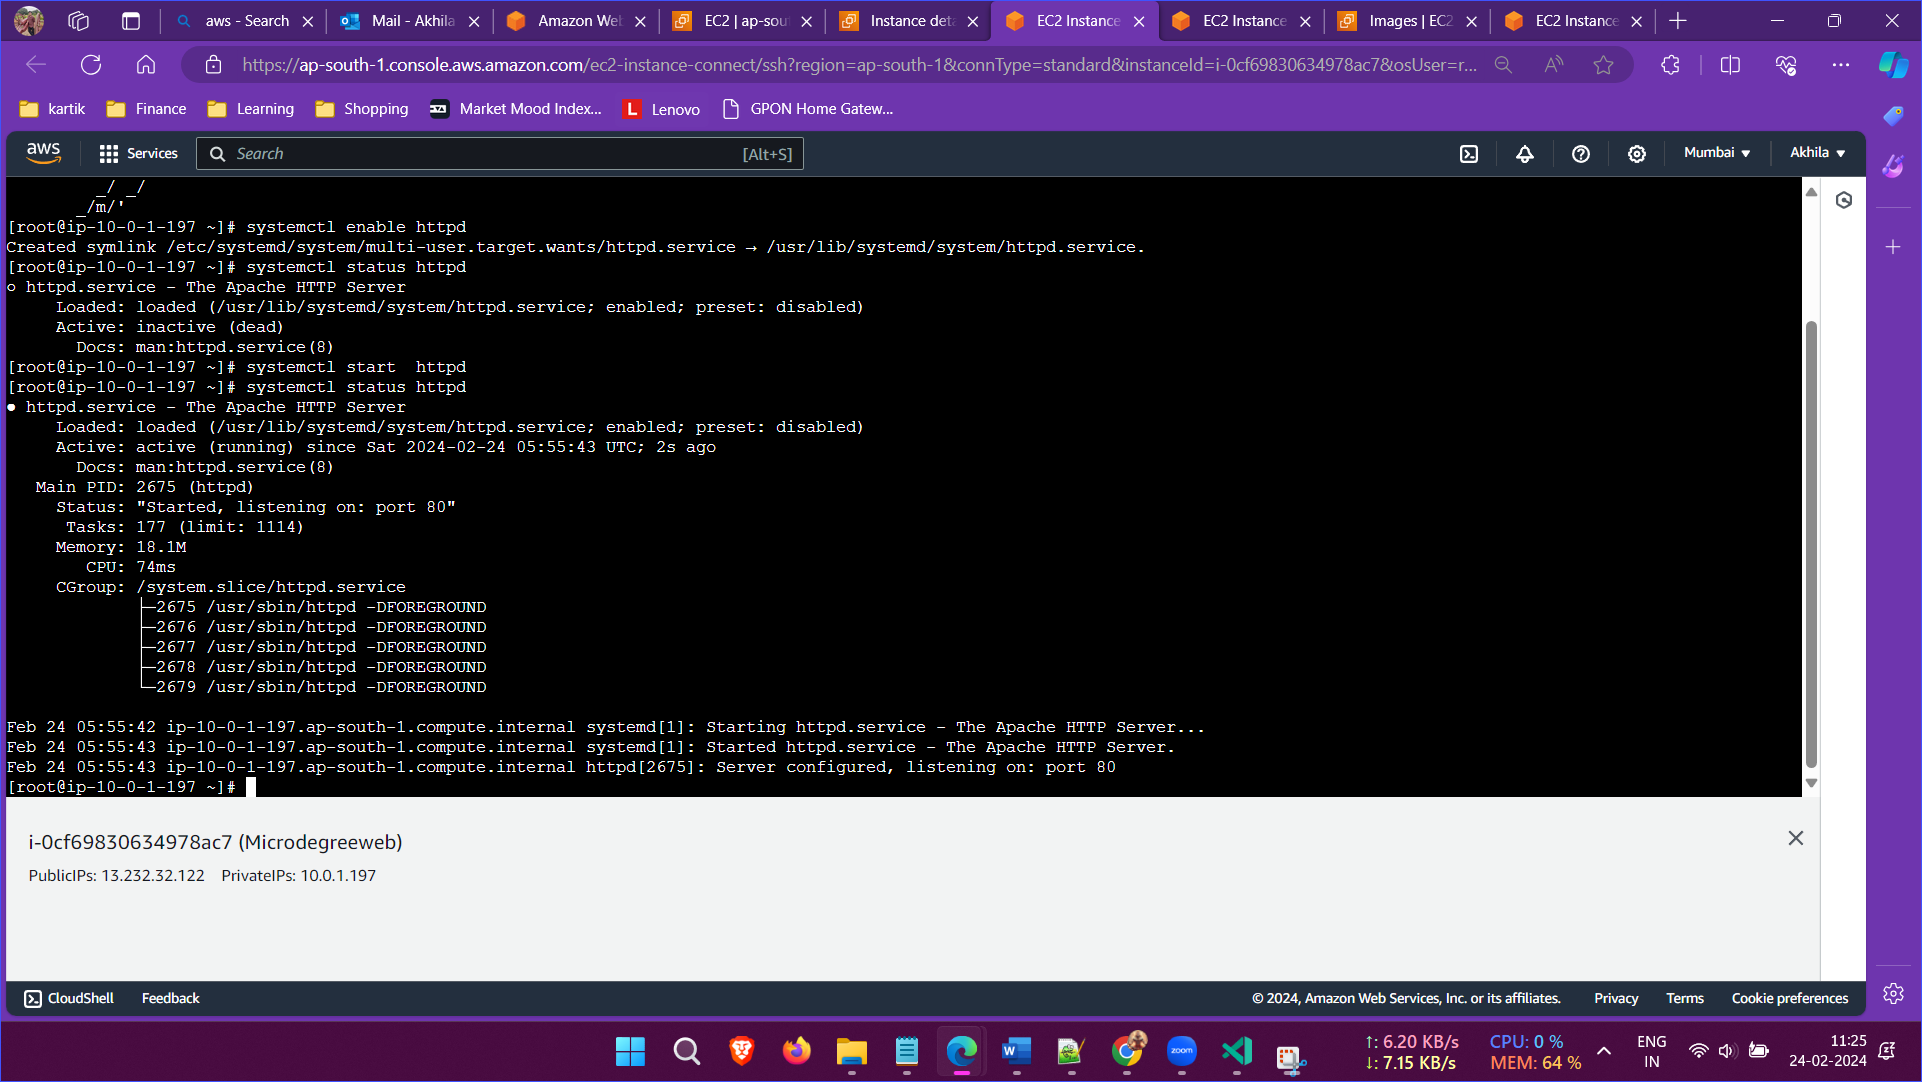 aws - Search
Mail - Akhila
Amazon Web
EC2 | ap-sou
Instance deta
EC2 Instance
EC2 Instance
Images | EC2
EC2 Instance
https://ap-south-1.console.aws.amazon.com/ec2-instance-connect/ssh?region=ap-south-1&connType=standard&instanceId=i-0cf69830634978ac7&osUser=r...
kartik
Finance
Learning
Shopping
Market Mood Index...
L Lenovo
GPON Home Gatew...
aws
Services
Search
[Alt+S]
Mumbai
Akhila
_/ _/
_/m/'
[root@ip-10-0-1-197 ~]# systemctl enable httpd
Created symlink /etc/systemd/system/multi-user.target.wants/httpd.service → /usr/lib/systemd/system/httpd.service.
[root@ip-10-0-1-197 ~]# systemctl status httpd
○ httpd.service - The Apache HTTP Server
Loaded: loaded (/usr/lib/systemd/system/httpd.service; enabled; preset: disabled)
Active: inactive (dead)
Docs: man:httpd.service(8)
[root@ip-10-0-1-197 ~]# systemctl start  httpd
[root@ip-10-0-1-197 ~]# systemctl status httpd
● httpd.service - The Apache HTTP Server
Loaded: loaded (/usr/lib/systemd/system/httpd.service; enabled; preset: disabled)
Active: active (running) since Sat 2024-02-24 05:55:43 UTC; 2s ago
Docs: man:httpd.service(8)
Main PID: 2675 (httpd)
Status: "Started, listening on: port 80"
Tasks: 177 (limit: 1114)
Memory: 18.1M
CPU: 74ms
CGroup: /system.slice/httpd.service
├─2675 /usr/sbin/httpd -DFOREGROUND
├─2676 /usr/sbin/httpd -DFOREGROUND
├─2677 /usr/sbin/httpd -DFOREGROUND
├─2678 /usr/sbin/httpd -DFOREGROUND
└─2679 /usr/sbin/httpd -DFOREGROUND
Feb 24 05:55:42 ip-10-0-1-197.ap-south-1.compute.internal systemd[1]: Starting httpd.service - The Apache HTTP Server...
Feb 24 05:55:43 ip-10-0-1-197.ap-south-1.compute.internal systemd[1]: Started httpd.service - The Apache HTTP Server.
Feb 24 05:55:43 ip-10-0-1-197.ap-south-1.compute.internal httpd[2675]: Server configured, listening on: port 80
[root@ip-10-0-1-197 ~]#
i-0cf69830634978ac7 (Microdegreeweb)
PublicIPs: 13.232.32.122 PrivateIPs: 10.0.1.197
CloudShell
Feedback
© 2024, Amazon Web Services, Inc. or its affiliates.
Privacy
Terms
Cookie preferences
zoom
↑: 6.20 KB/s
↓: 7.15 KB/s
CPU: 0 %
MEM: 64 %
ENG
IN
11:25
24-02-2024